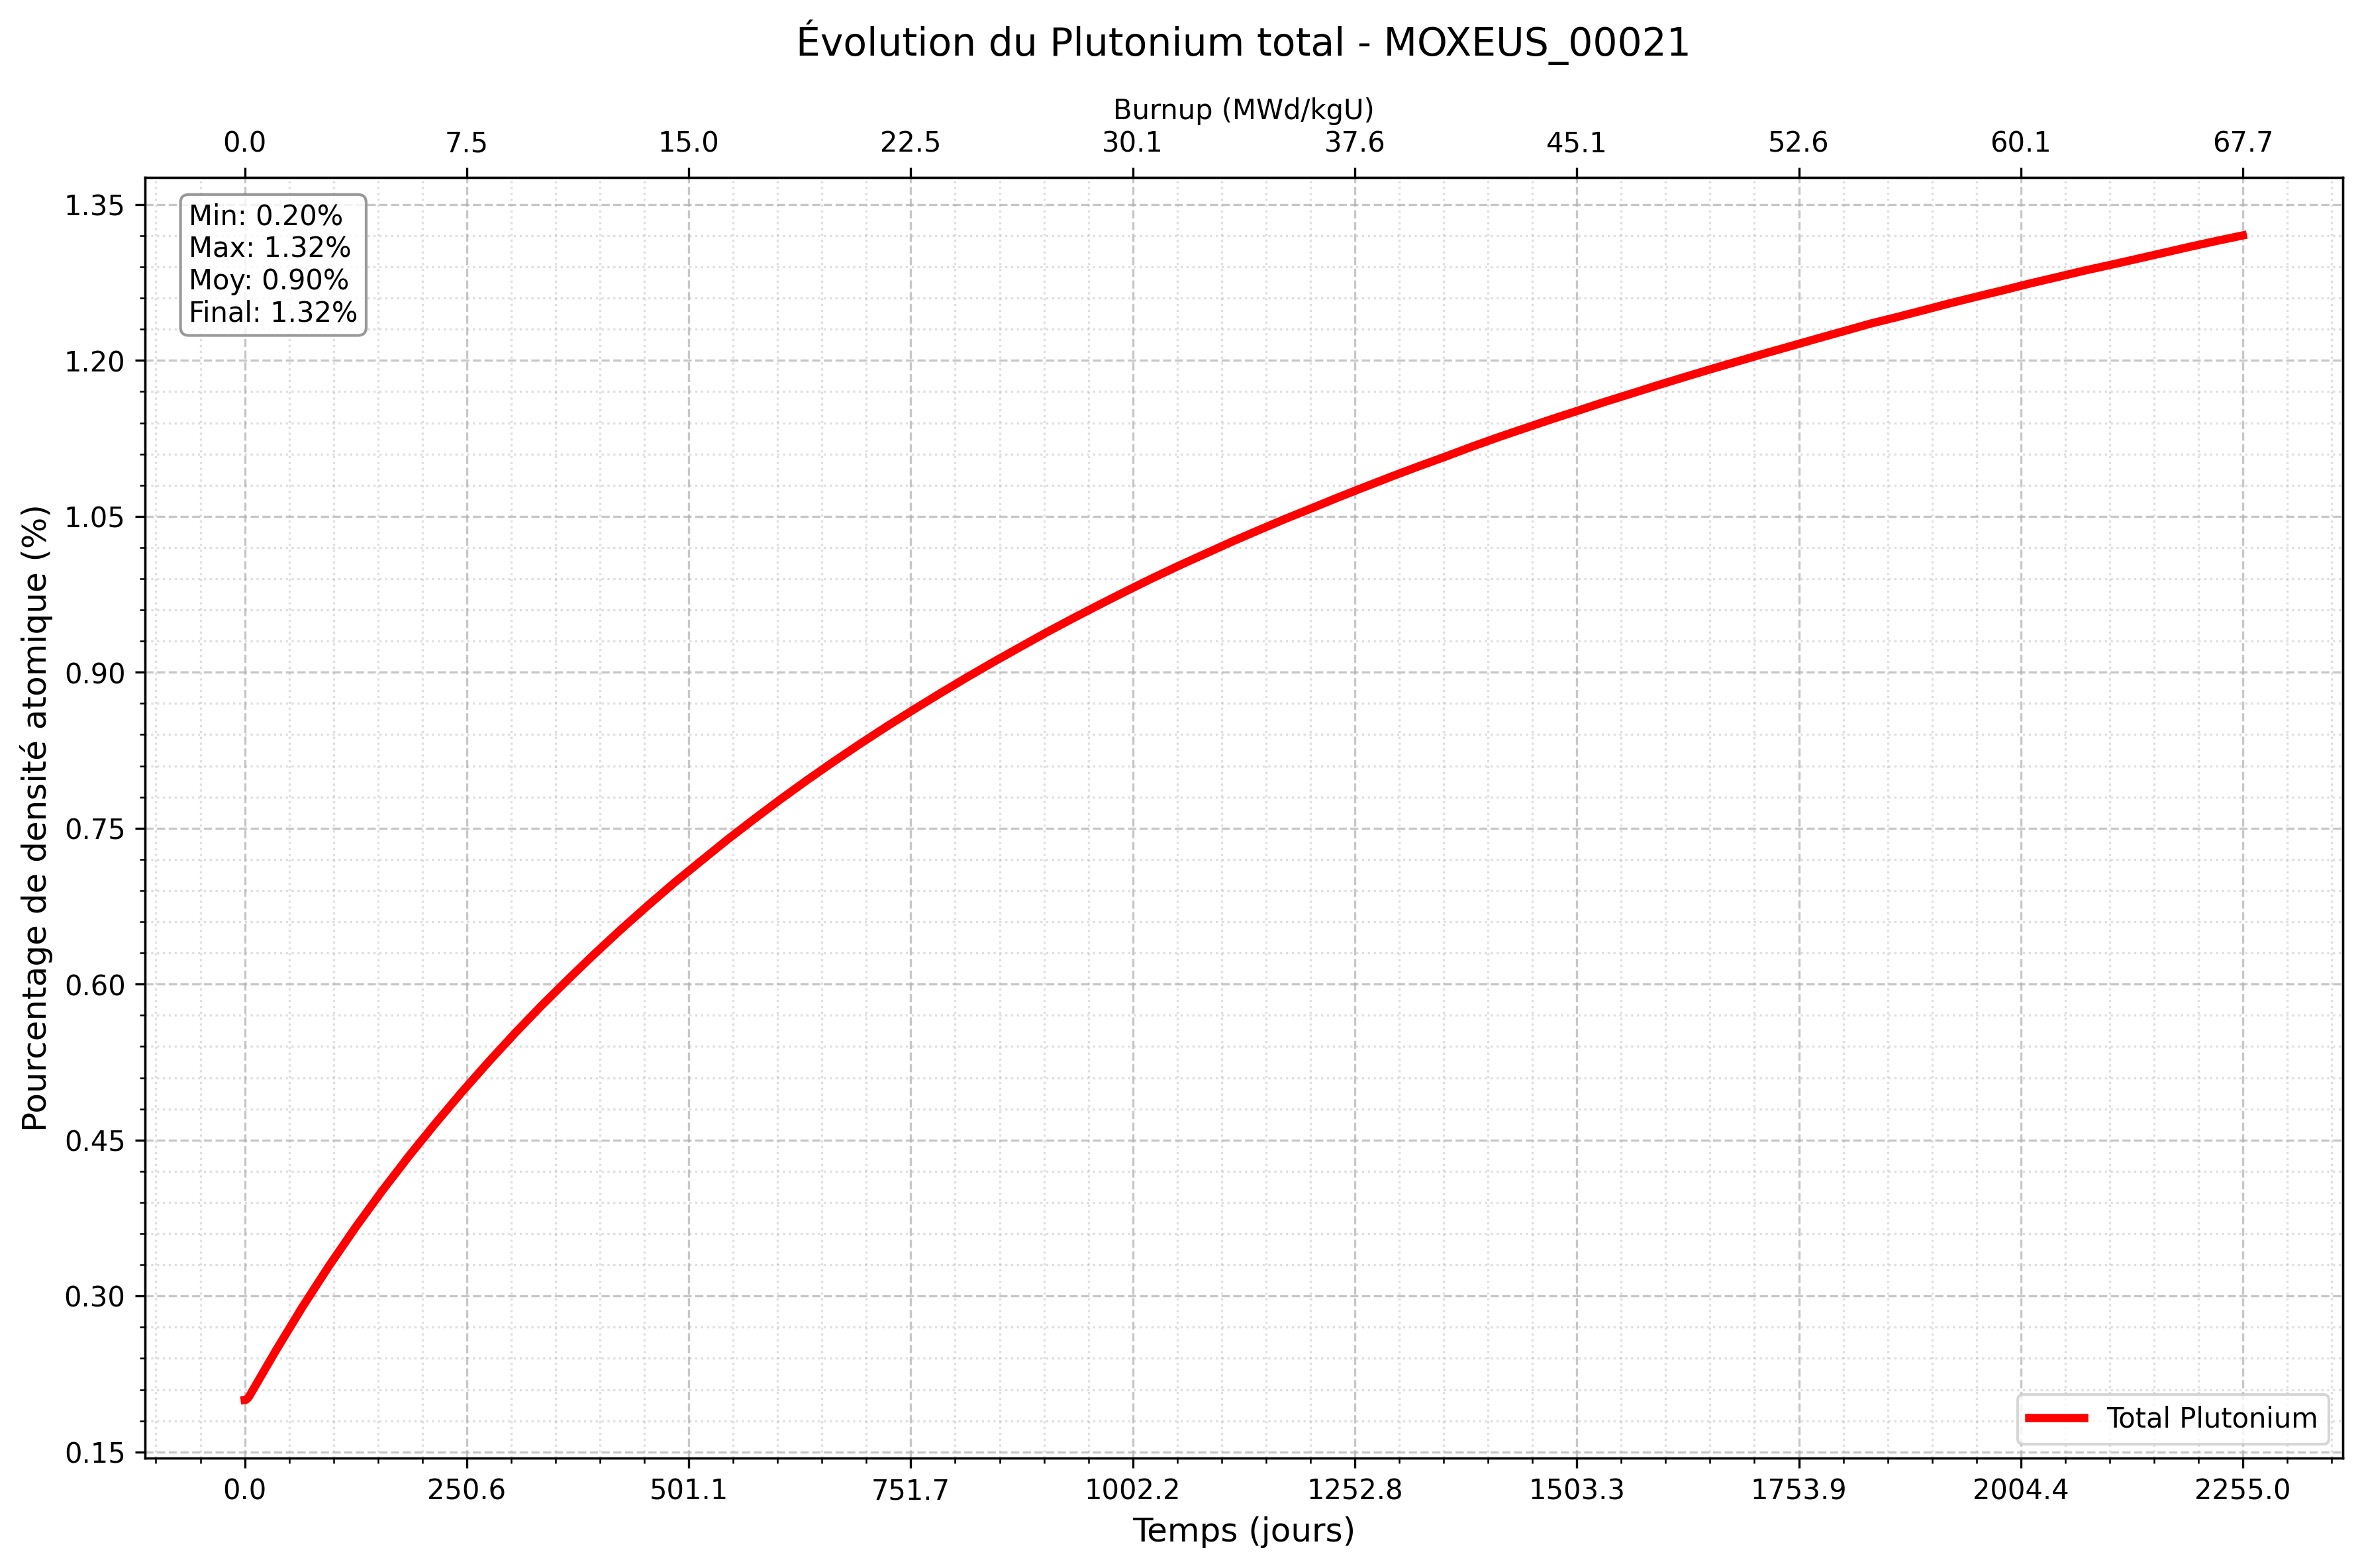 Évolution du Plutonium total - MOXEUS_00021
Burnup (MWd/kgU)
0.0 7.5 15.0 22.5 30.1 37.6 45.1 52.6 60.1 67.7
Min: 0.20%
Max: 1.32%
Moy: 0.90%
Final: 1.32%
Pourcentage de densité atomique (%)
1.35
1.20
1.05
0.90
0.75
0.60
0.45
0.30
0.15
Total Plutonium
0.0 250.6 501.1 751.7 1002.2 1252.8 1503.3 1753.9 2004.4 2255.0
Temps (jours)